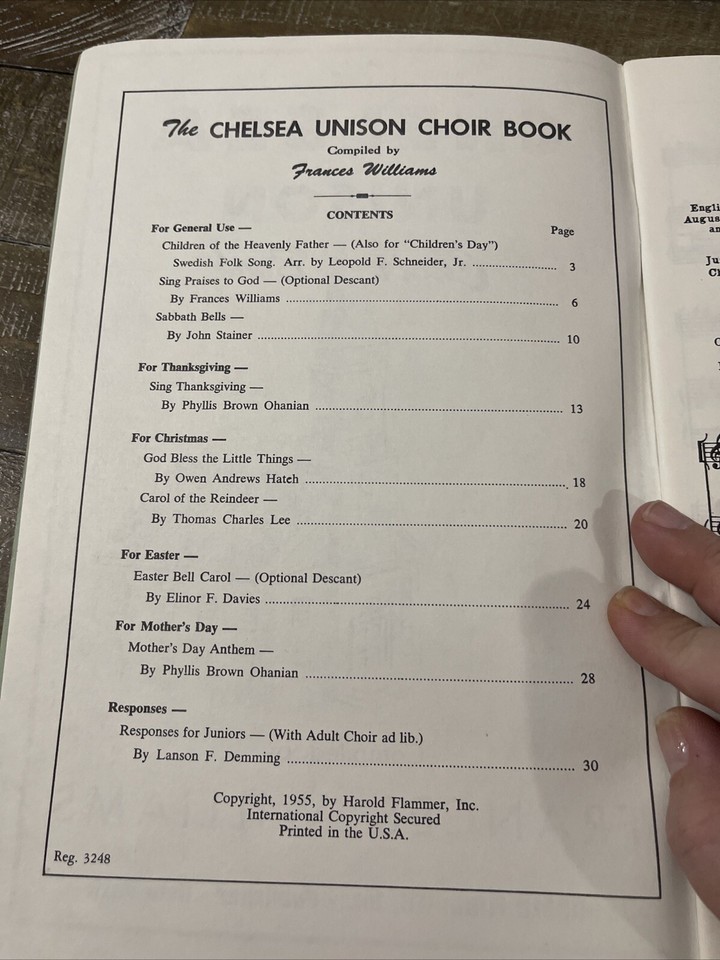 The CHELSEA UNISON CHOIR BOOK
Compiled by
Frances Williams
CONTENTS
For General Use — Page
Children of the Heavenly Father — (Also for "Children's Day")
Swedish Folk Song. Arr. by Leopold F. Schneider, Jr. .......... 3
Sing Praises to God — (Optional Descant)
By Frances Williams .......... 6
Sabbath Bells —
By John Stainer .......... 10
For Thanksgiving —
Sing Thanksgiving —
By Phyllis Brown Ohanian .......... 13
For Christmas —
God Bless the Little Things —
By Owen Andrews Hatch .......... 18
Carol of the Reindeer —
By Thomas Charles Lee .......... 20
For Easter —
Easter Bell Carol — (Optional Descant)
By Elinor F. Davies .......... 24
For Mother's Day —
Mother's Day Anthem —
By Phyllis Brown Ohanian .......... 28
Responses —
Responses for Juniors — (With Adult Choir ad lib.)
By Lanson F. Demming .......... 30
Copyright, 1955, by Harold Flammer, Inc.
International Copyright Secured
Printed in the U.S.A.
Reg. 3248